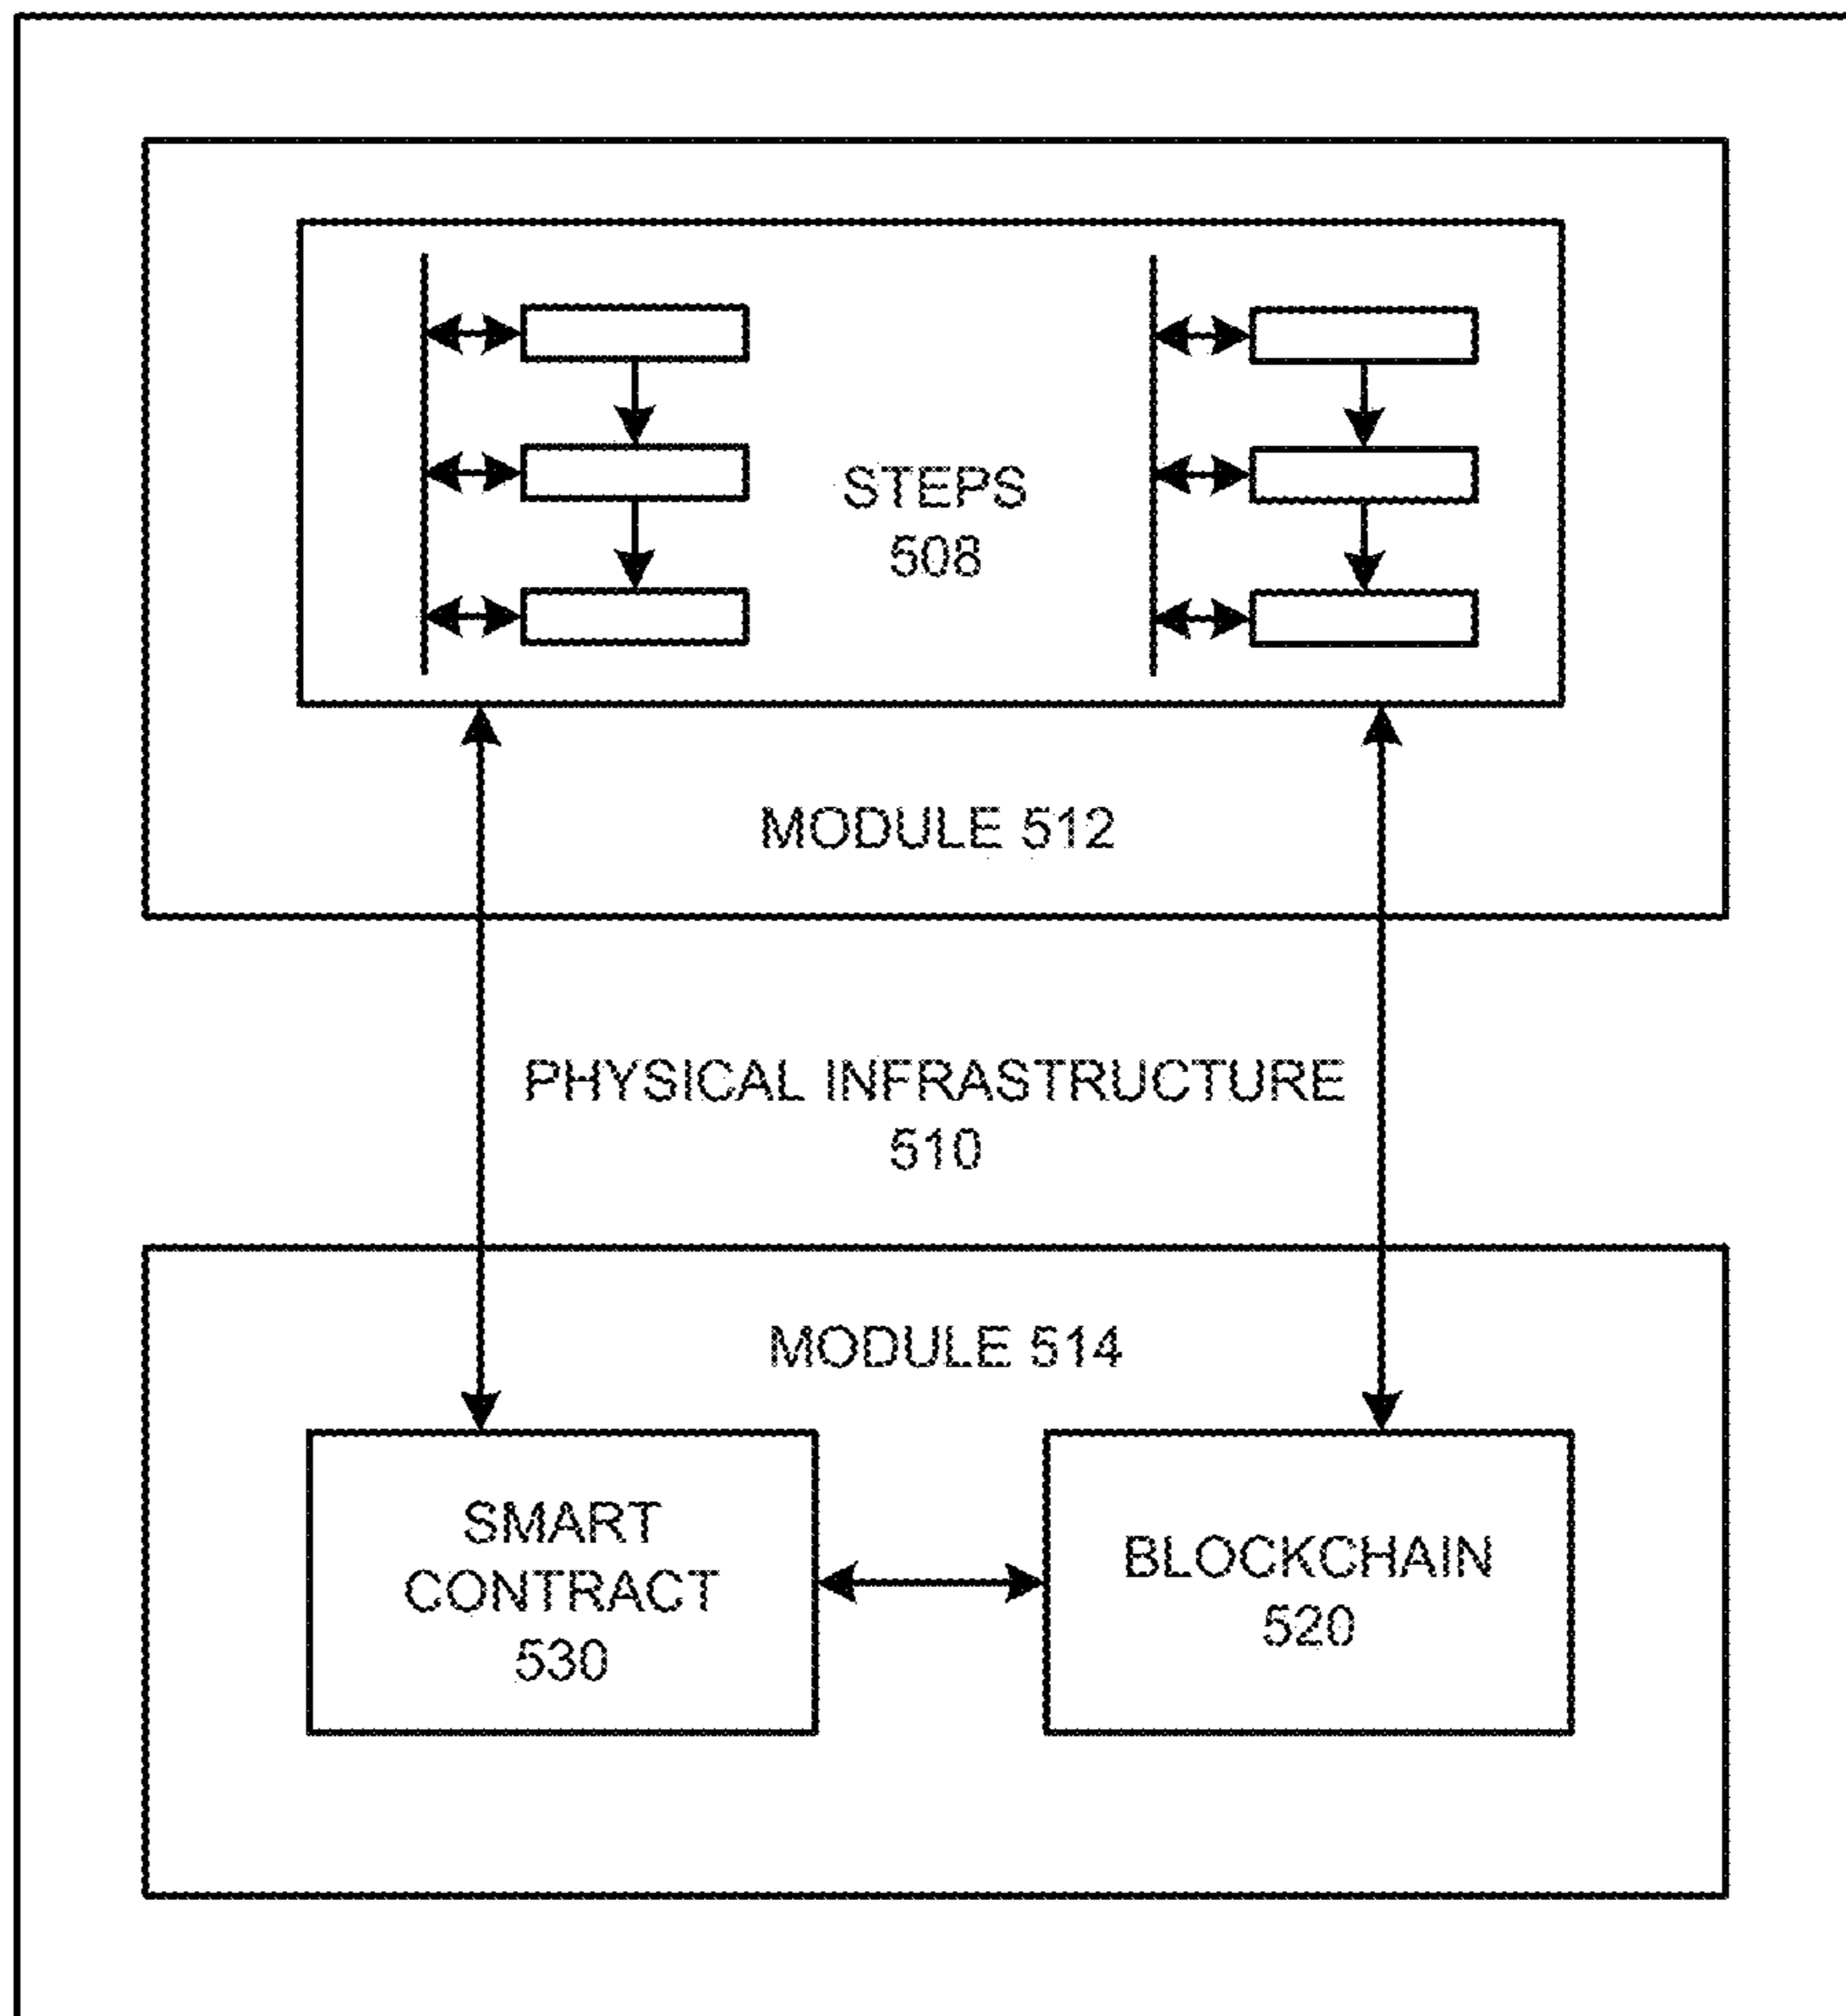 STEPS
508
MODULE 512
PHYSICAL INFRASTRUCTURE
510
MODULE 514
SMART
CONTRACT
530
BLOCKCHAIN
520